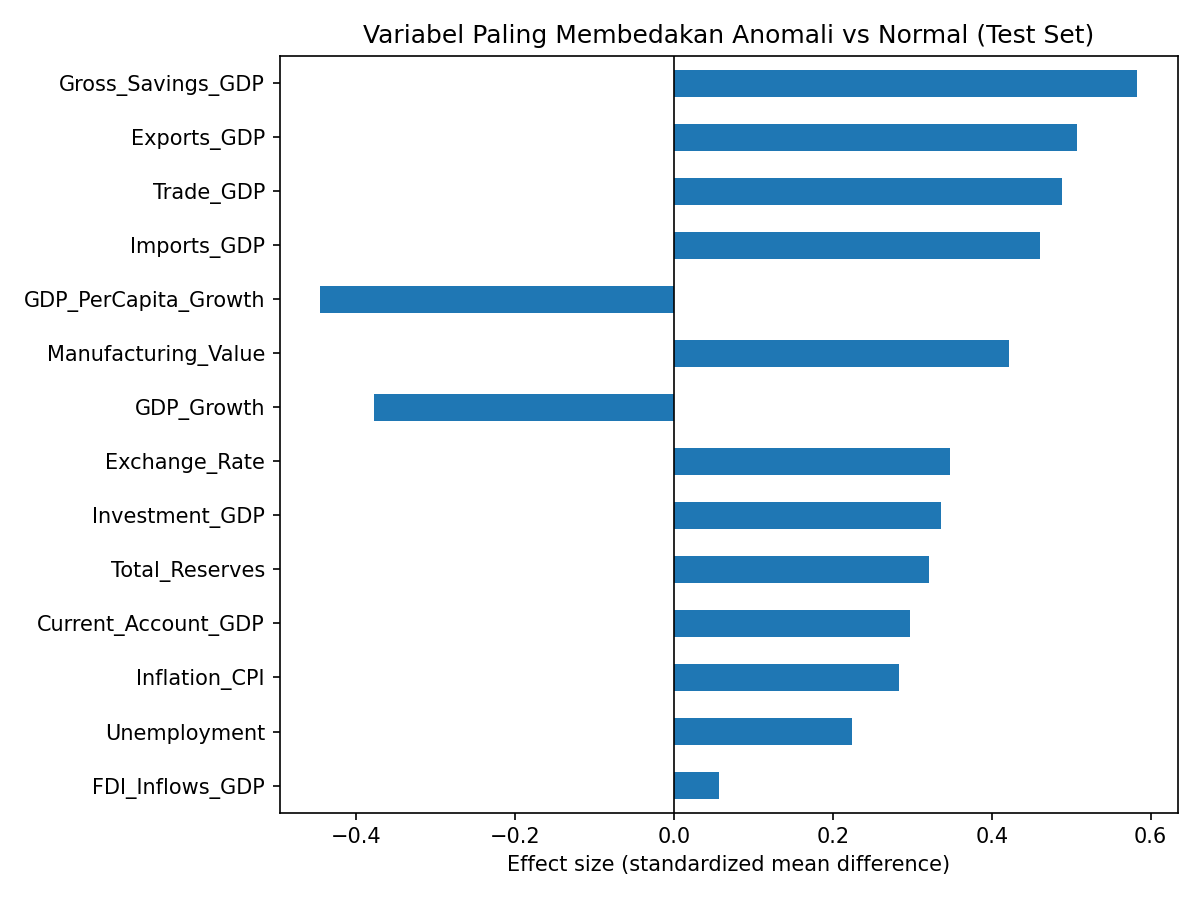 Variabel Paling Membedakan Anomali vs Normal (Test Set)
Gross_Savings_GDP
Exports_GDP
Trade_GDP
Imports_GDP
GDP_PerCapita_Growth
Manufacturing_Value
GDP_Growth
Exchange_Rate
Investment_GDP
Total_Reserves
Current_Account_GDP
Inflation_CPI
Unemployment
FDI_Inflows_GDP
−0.4 −0.2 0.0 0.2 0.4 0.6
Effect size (standardized mean difference)